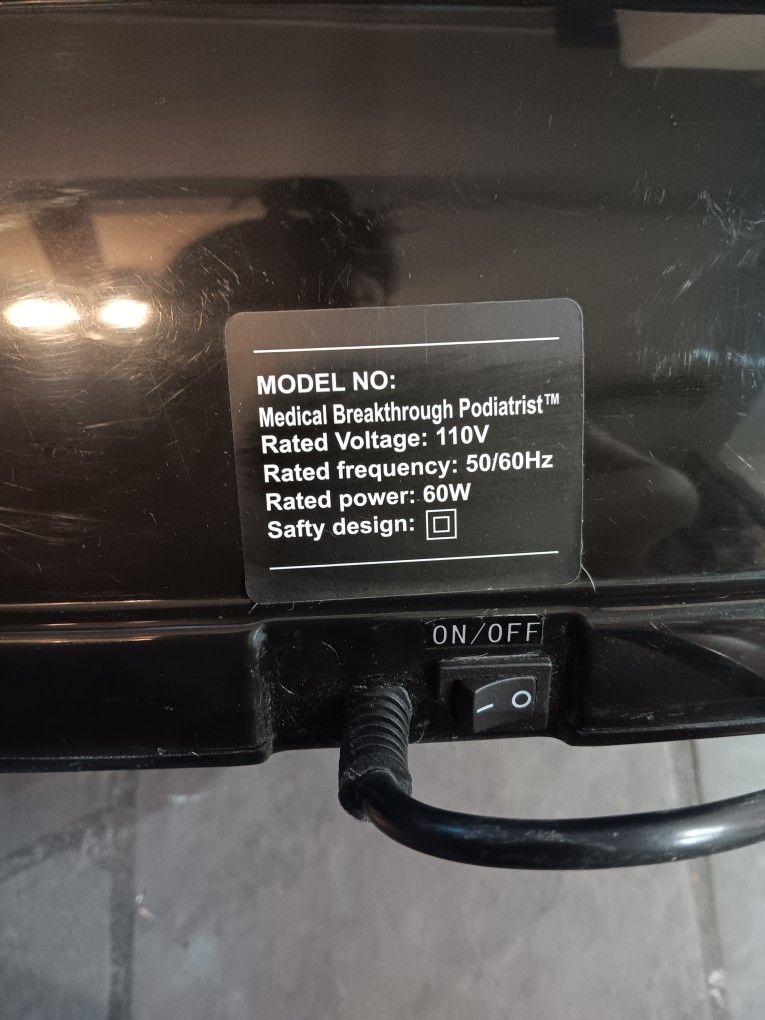 MODEL NO:
Medical Breakthrough Podiatrist™
Rated Voltage: 110V
Rated frequency: 50/60Hz
Rated power: 60W
Safty design:
ON/OFF